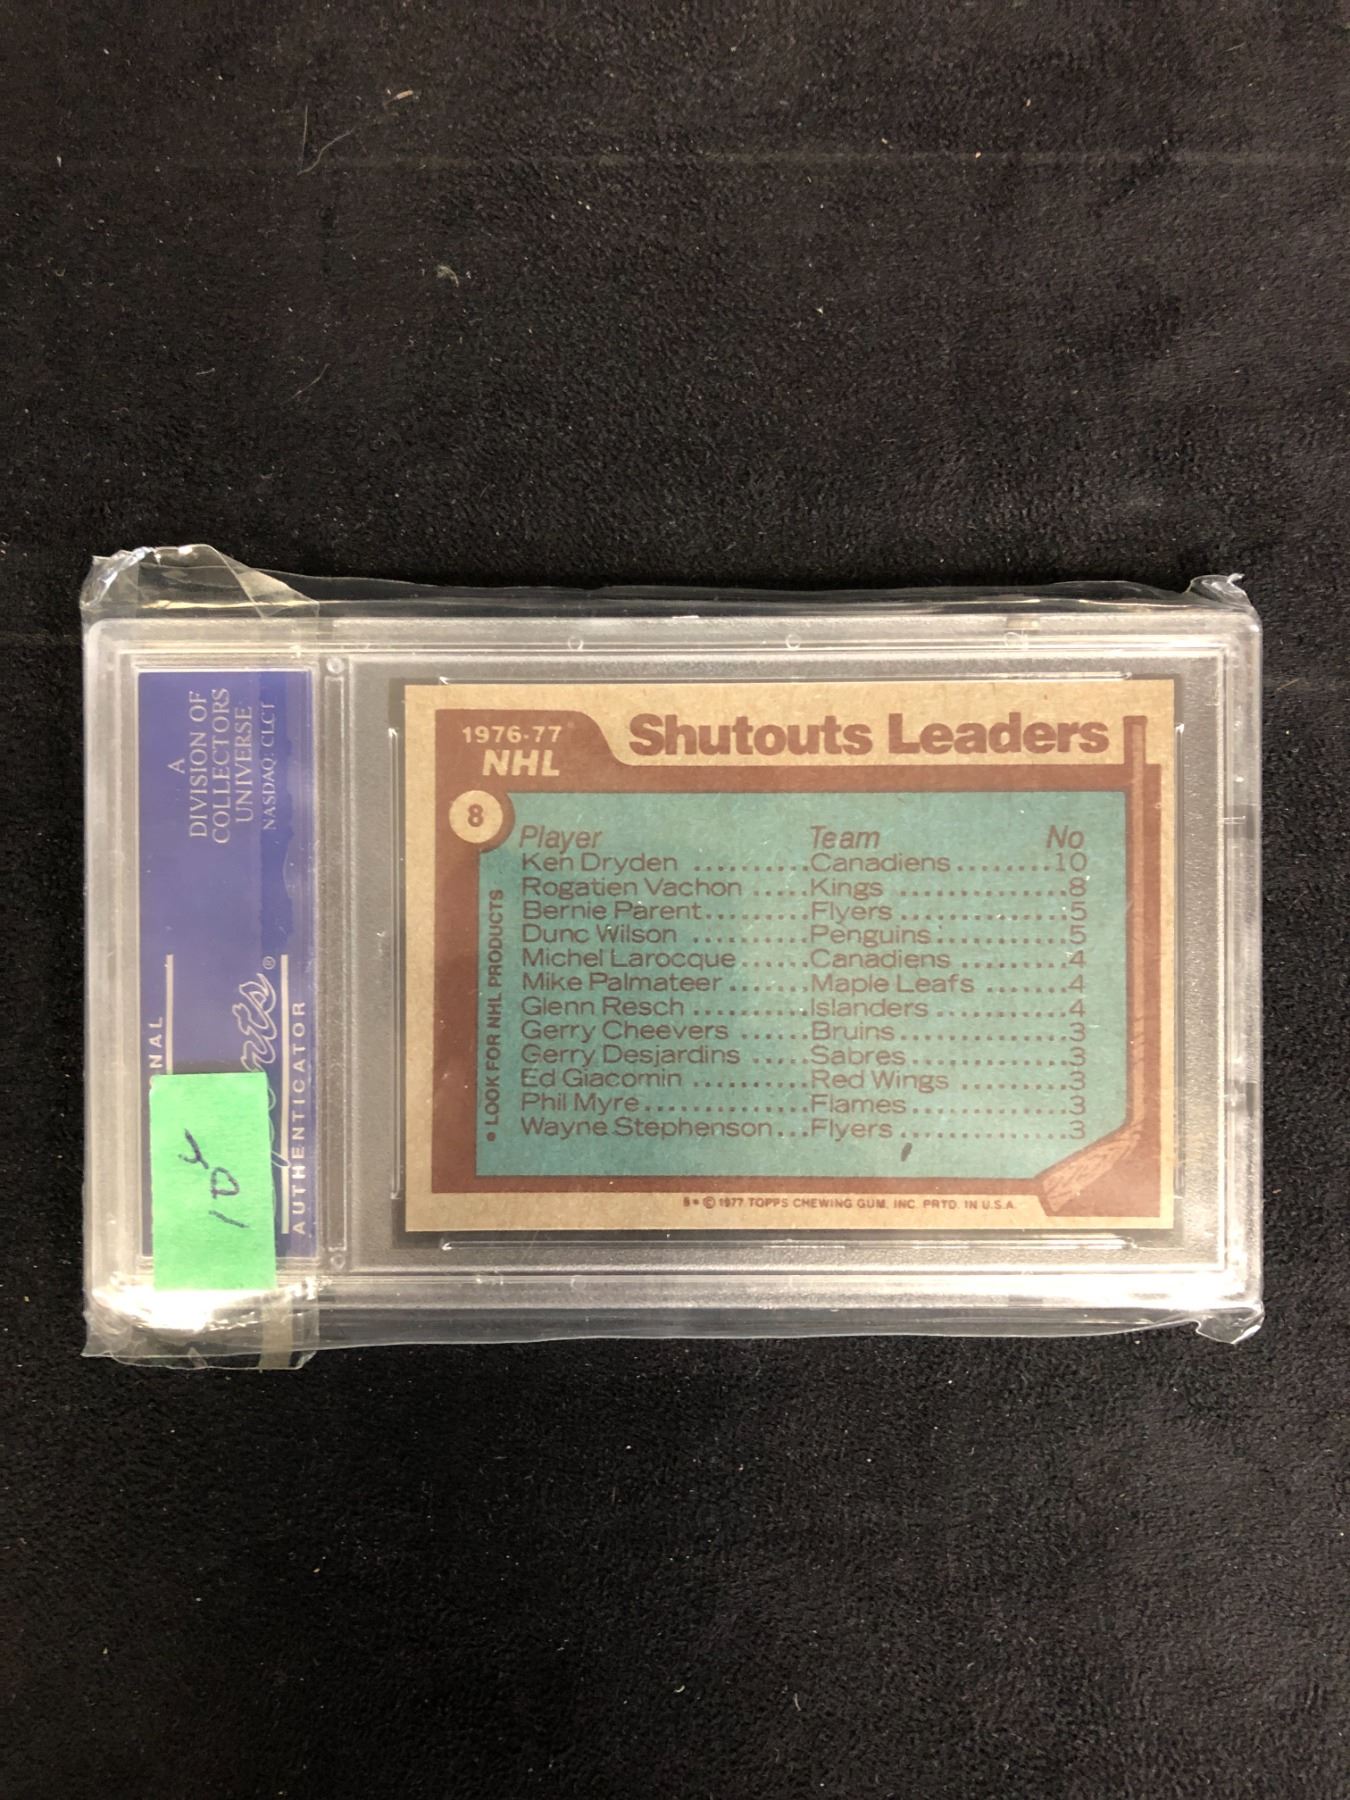 A
DIVISION OF
COLLECTORS
UNIVERSE
NASDAQ: CLCT
AUTHENTICATOR
1976-77
NHL
Shutouts Leaders
8
Player Team No
Ken Dryden ..........Canadiens........10
Rogatien Vachon .....Kings ............8
Bernie Parent.........Flyers ............5
Dunc Wilson ..........Penguins..........5
Michel Larocque......Canadiens ........4
Mike Palmateer .......Maple Leafs ......4
Glenn Resch ..........Islanders .........4
Gerry Cheevers .......Bruins............3
Gerry Desjardins .....Sabres............3
Ed Giacomin ..........Red Wings ........3
Phil Myre..............Flames............3
Wayne Stephenson...Flyers ............3
• LOOK FOR NHL PRODUCTS
8* © 1977 TOPPS CHEWING GUM, INC. PRTD. IN U.S.A.